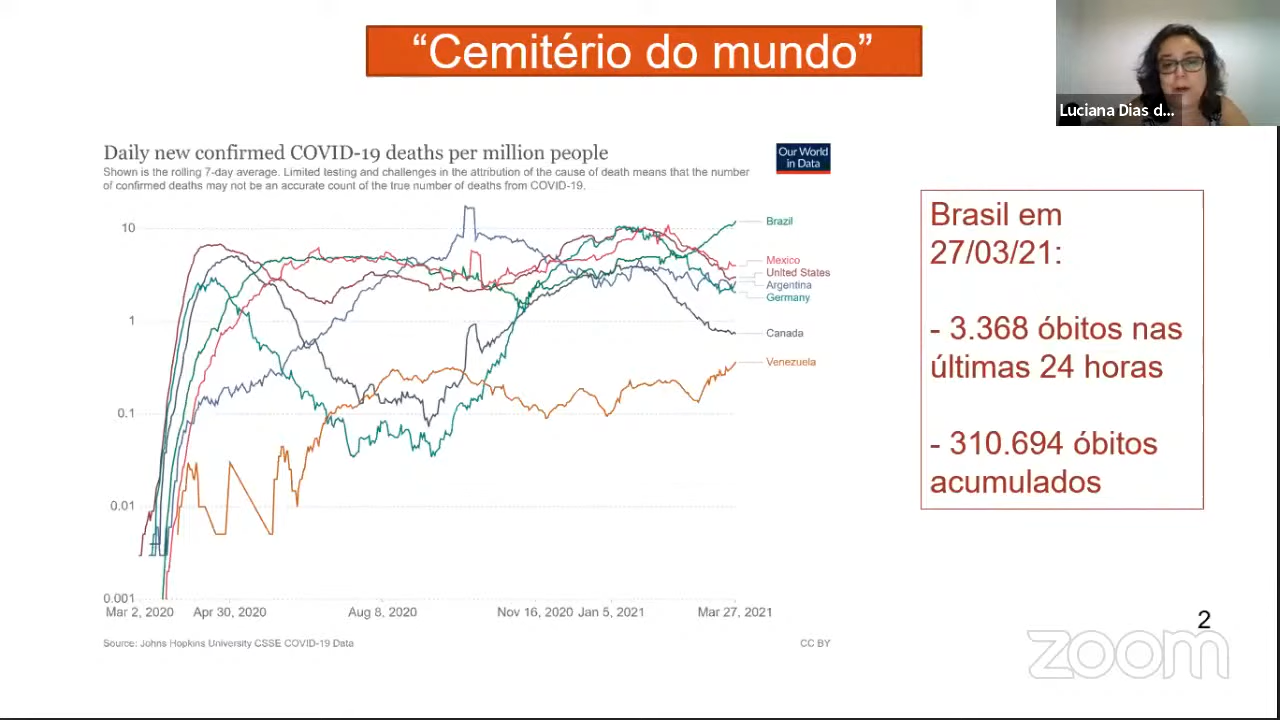 “Cemitério do mundo”
Luciana Dias d...
Daily new confirmed COVID-19 deaths per million people
Shown is the rolling 7-day average. Limited testing and challenges in the attribution of the cause of death means that the number
of confirmed deaths may not be an accurate count of the true number of deaths from COVID-19.
Our World
in Data
10
1
0.1
0.01
0.001
Brazil
Mexico
United States
Argentina
Germany
Canada
Venezuela
Mar 2, 2020
Apr 30, 2020
Aug 8, 2020
Nov 16, 2020
Jan 5, 2021
Mar 27, 2021
Source: Johns Hopkins University CSSE COVID-19 Data
CC BY
Brasil em
27/03/21:
- 3.368 óbitos nas
últimas 24 horas
- 310.694 óbitos
acumulados
2
zoom